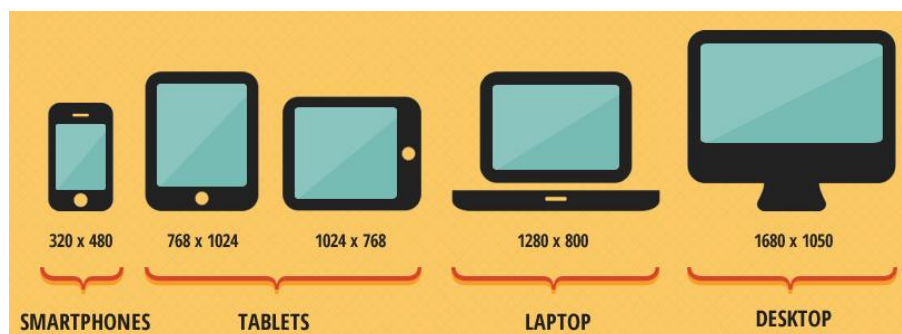 320 x 480
768 x 1024
1024 x 768
1280 x 800
1680 x 1050
SMARTPHONES
TABLETS
LAPTOP
DESKTOP